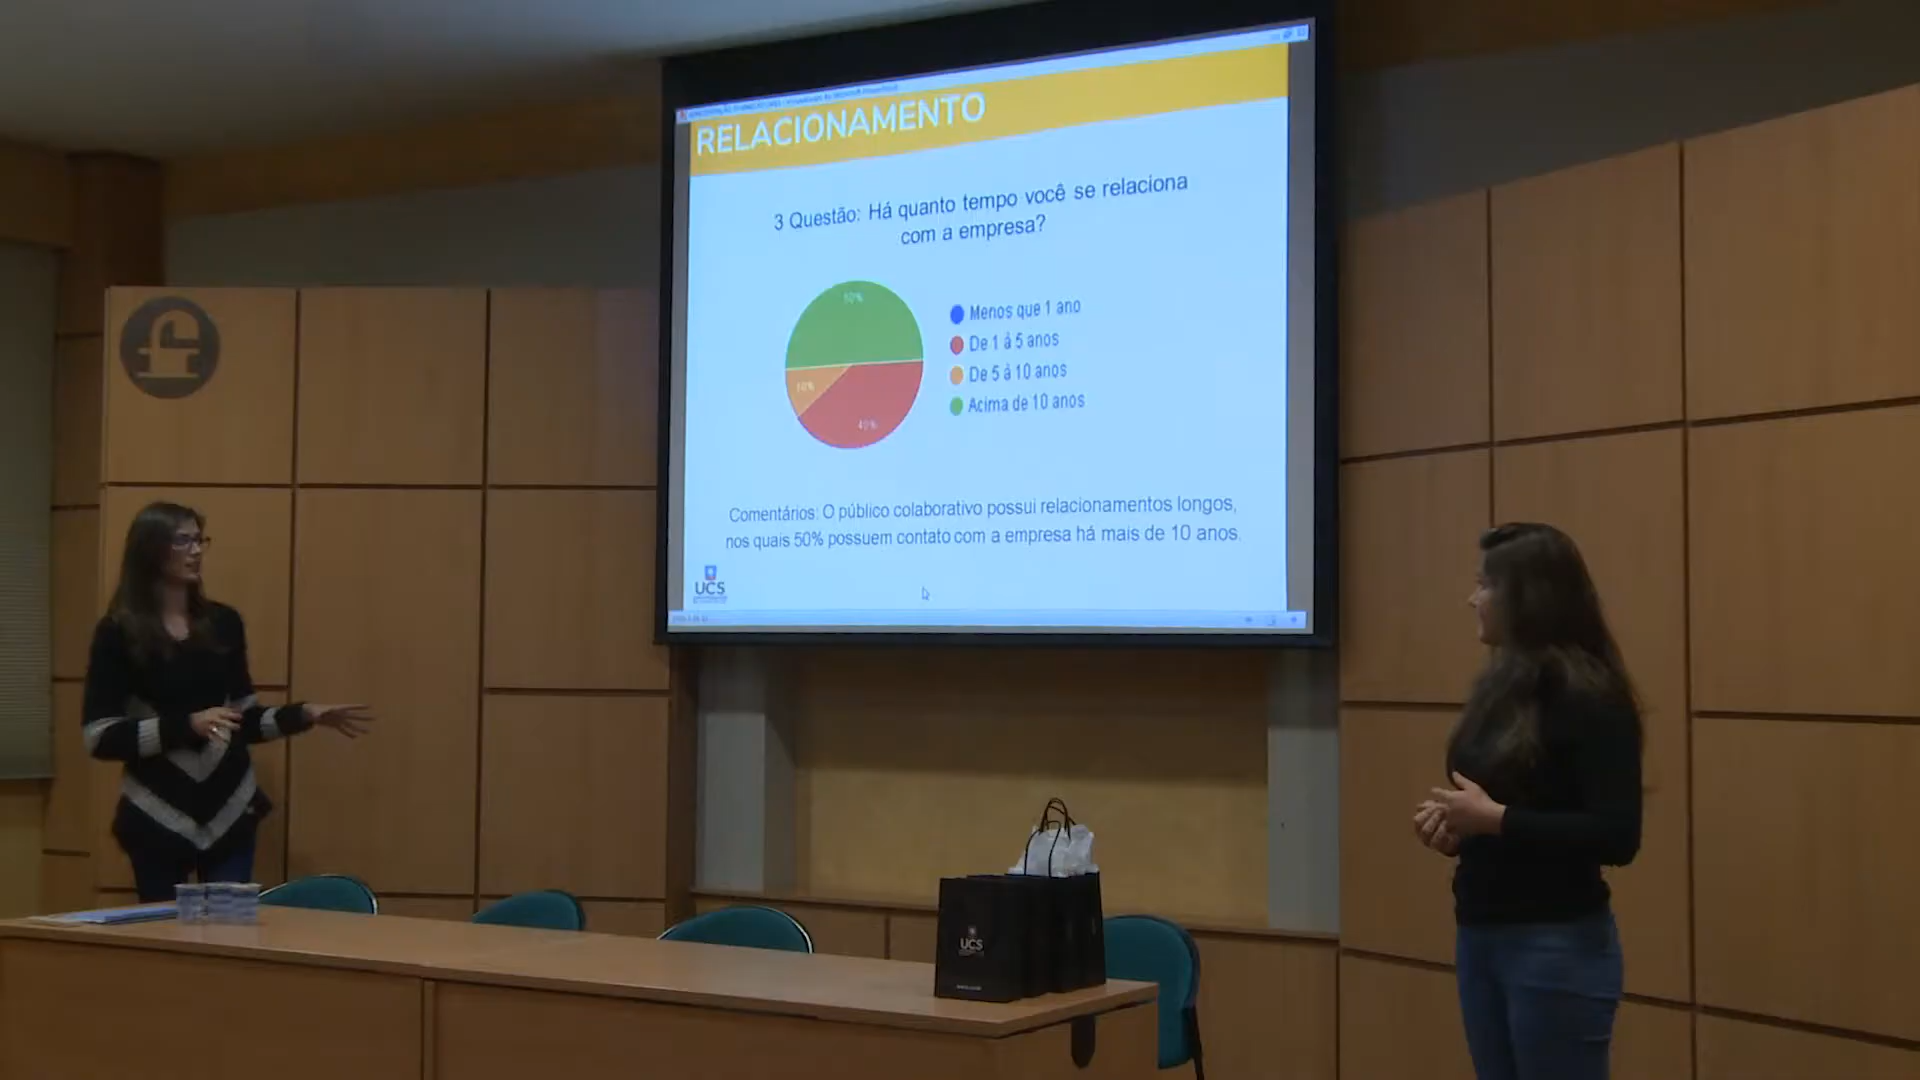 RELACIONAMENTO
3 Questão: Há quanto tempo você se relaciona
com a empresa?
50%
10%
40%
Menos que 1 ano
De 1 á 5 anos
De 5 á 10 anos
Acima de 10 anos
Comentários: O público colaborativo possui relacionamentos longos,
nos quais 50% possuem contato com a empresa há mais de 10 anos.
UCS
UCS